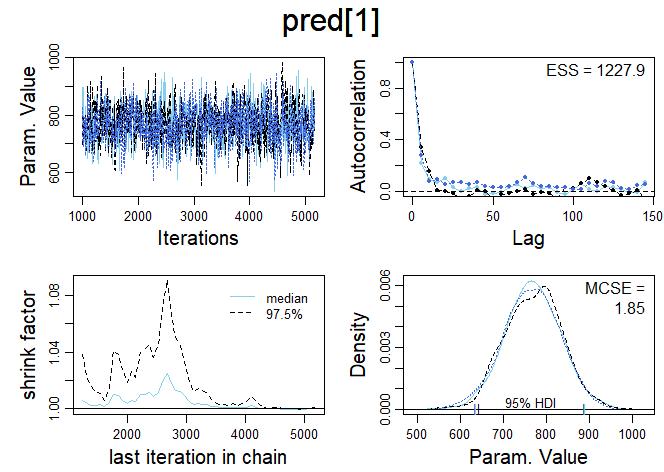 pred[1]
Param. Value
600 800 1000
1000 2000 3000 4000 5000
Iterations
Autocorrelation
0.0 0.4 0.8
ESS = 1227.9
0 50 100 150
Lag
shrink factor
1.00 1.04 1.08
median
97.5%
2000 3000 4000 5000
last iteration in chain
Density
0.000 0.003 0.006
MCSE =
1.85
95% HDI
500 600 700 800 900 1000
Param. Value